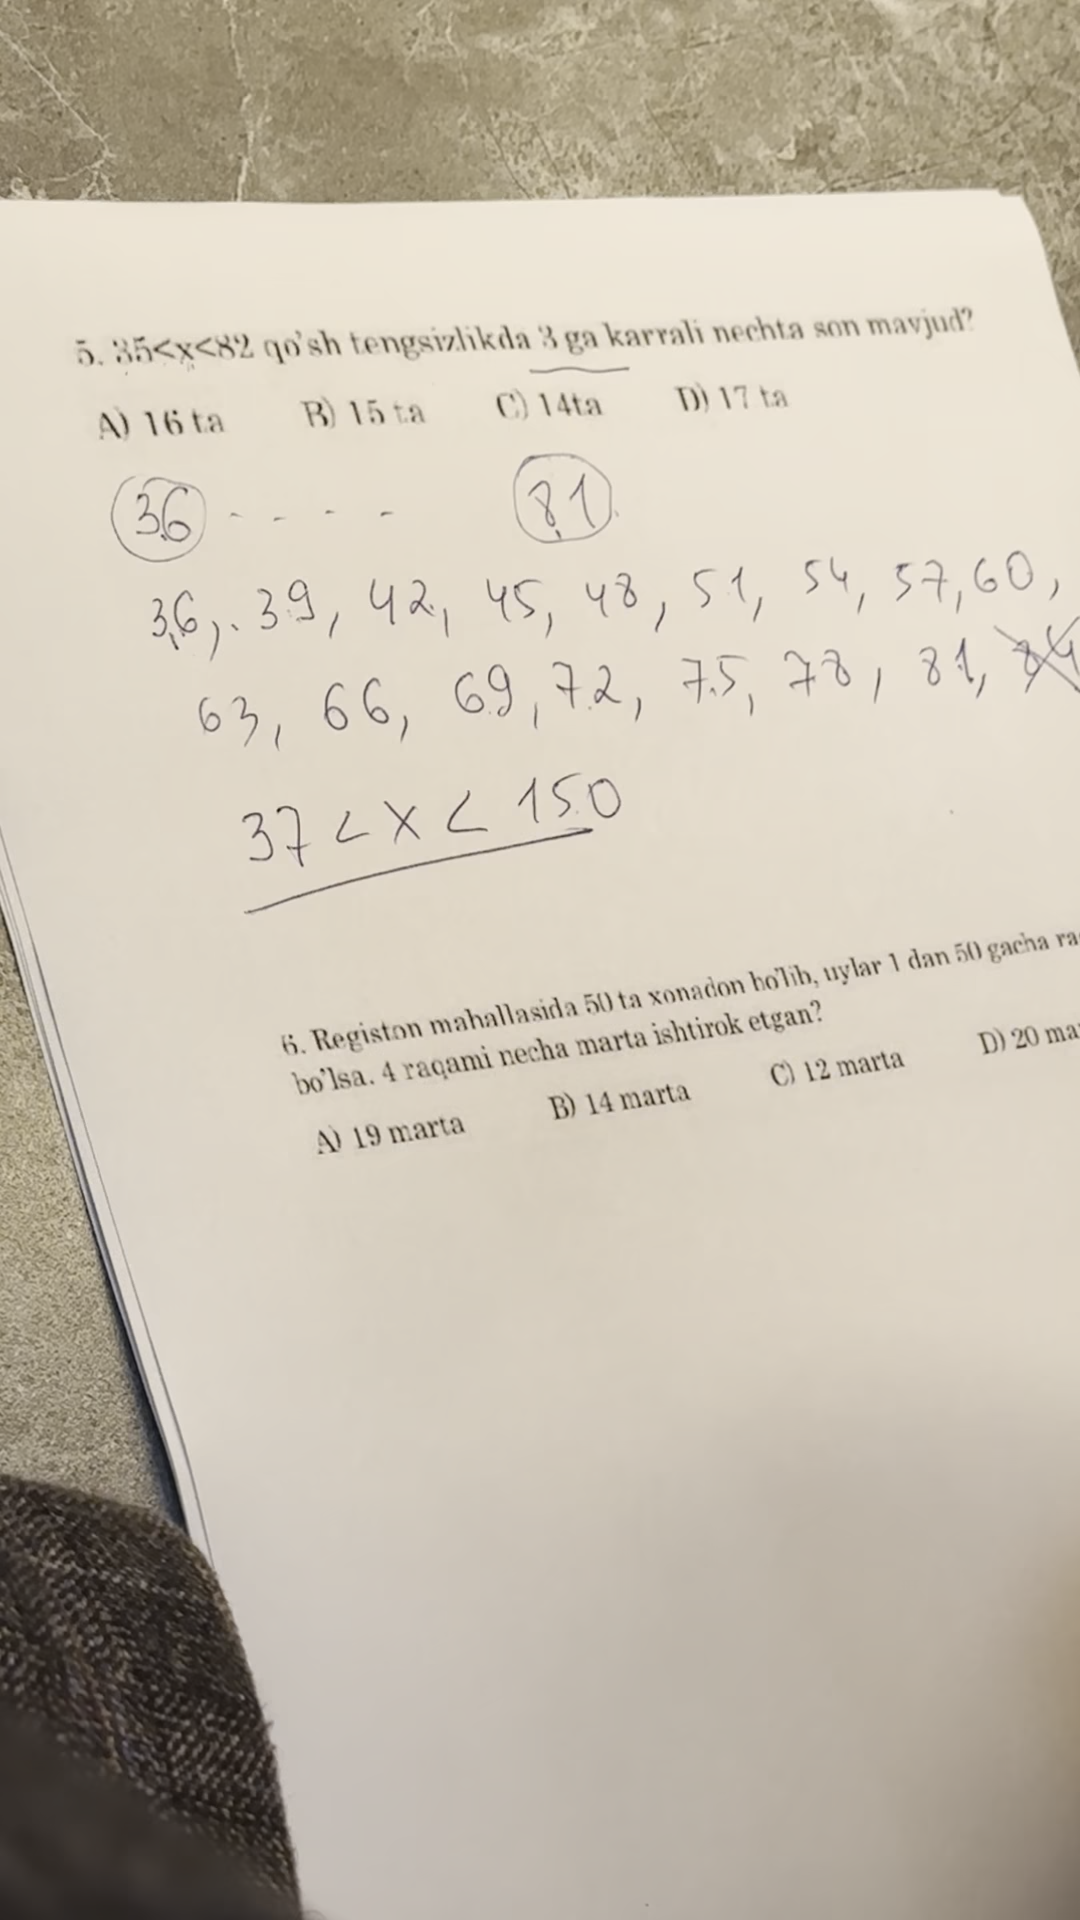 5. 35<x<82 qo'sh tengsizlikda 3 ga karrali nechta son mavjud?
A) 16 ta B) 15 ta C) 14ta D) 17 ta
36 - - - - 81
36, 39, 42, 45, 48, 51, 54, 57, 60,
63, 66, 69, 72, 75, 78, 81, 84
37 < x < 150
6. Registon mahallasida 50 ta xonadon bo'lib, uylar 1 dan 50 gacha
bo'lsa. 4 raqami necha marta ishtirok etgan?
A) 19 marta B) 14 marta C) 12 marta D) 20